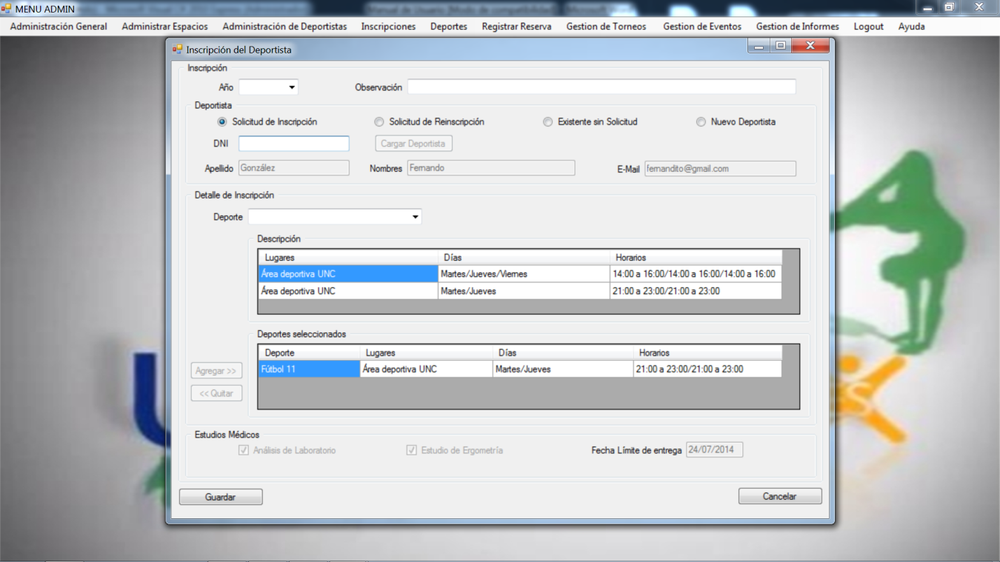 MENU ADMIN
Administración General Administrar Espacios Administración de Deportistas Inscripciones Deportes Registrar Reserva Gestion de Torneos Gestion de Eventos Gestion de Informes Logout Ayuda
Inscripción del Deportista
Inscripción
Año Observación
Deportista
Solicitud de Inscripción Solicitud de Reinscripción Existente sin Solicitud Nuevo Deportista
DNI Cargar Deportista
Apellido González Nombres Fernando E-Mail fernandito@gmail.com
Detalle de Inscripción
Deporte
Descripción
Lugares Días Horarios
Área deportiva UNC Martes/Jueves/Viernes 14:00 a 16:00/14:00 a 16:00/14:00 a 16:00
Área deportiva UNC Martes/Jueves 21:00 a 23:00/21:00 a 23:00
Deportes seleccionados
Deporte Lugares Días Horarios
Fútbol 11 Área deportiva UNC Martes/Jueves 21:00 a 23:00/21:00 a 23:00
Agregar >>
<< Quitar
Estudios Médicos
Análisis de Laboratorio Estudio de Ergometría Fecha Límite de entrega 24/07/2014
Guardar Cancelar